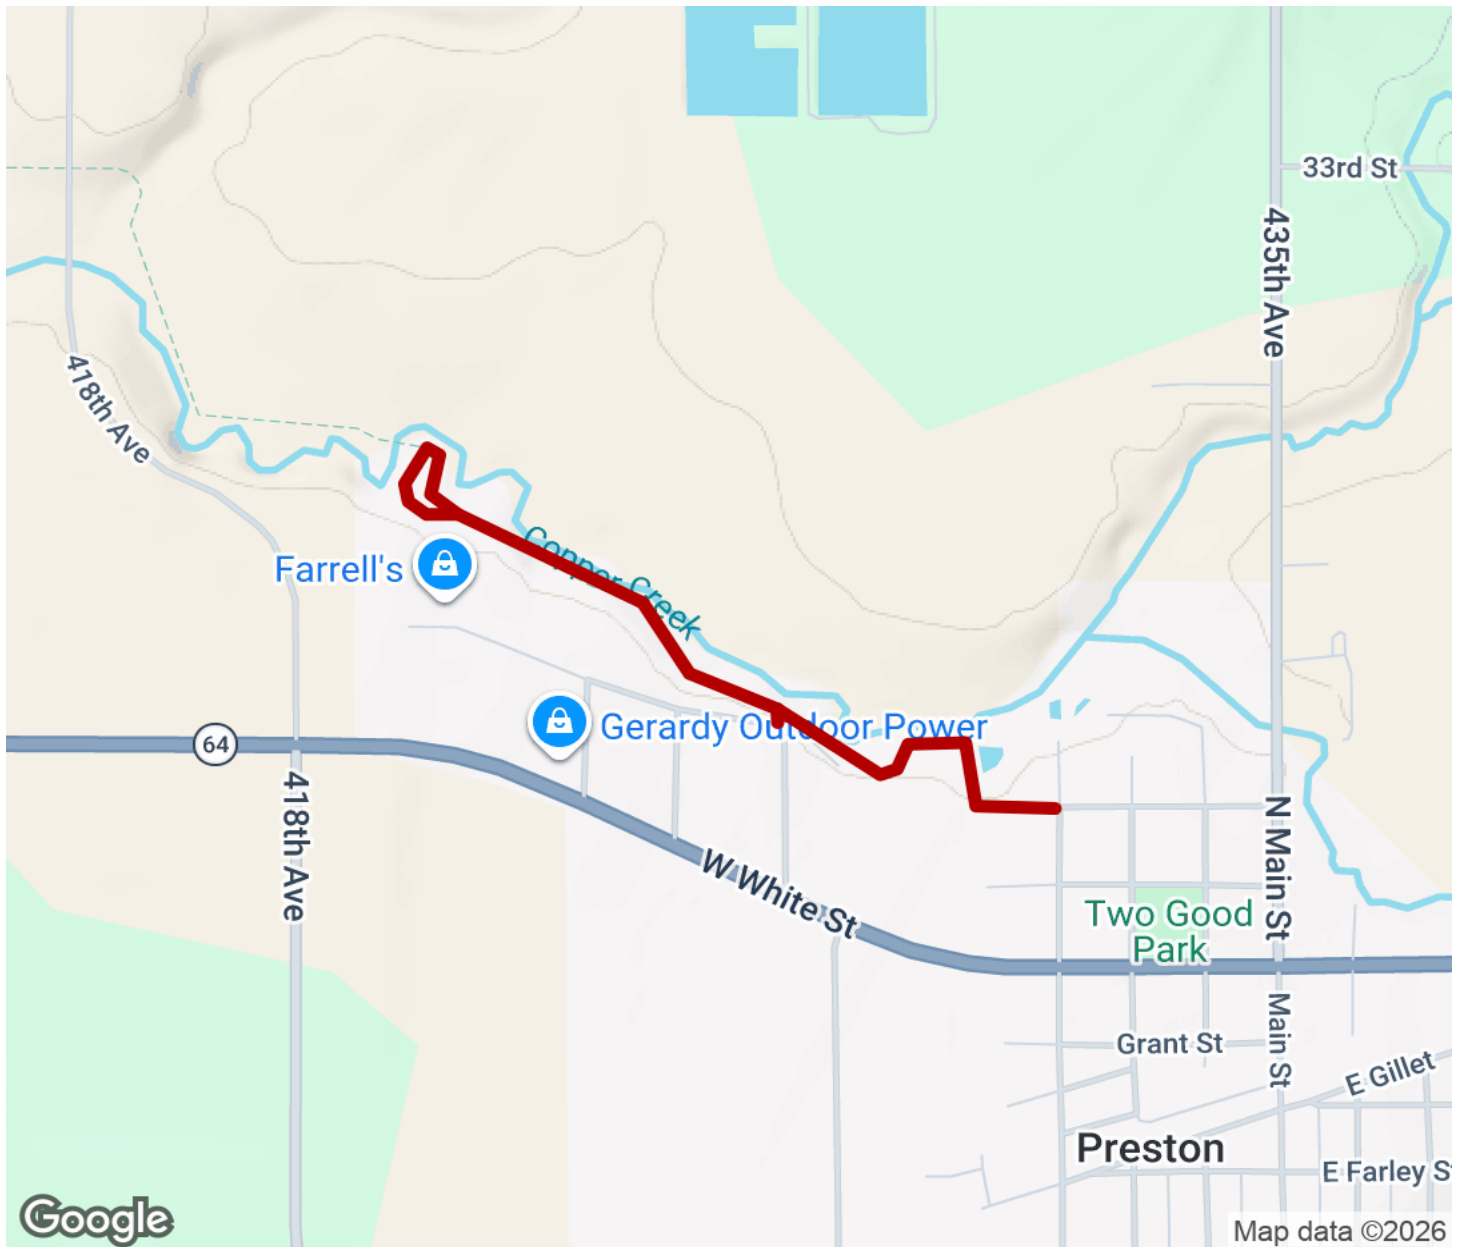 33rd St
435th Ave
418th Ave
Copper Creek
Farrell's
Gerardy Outdoor Power
64
418th Ave
W White St
N Main St
Two Good
Park
Main St
Grant St
E Gillet
Preston
E Farley S
Google
Map data ©2026